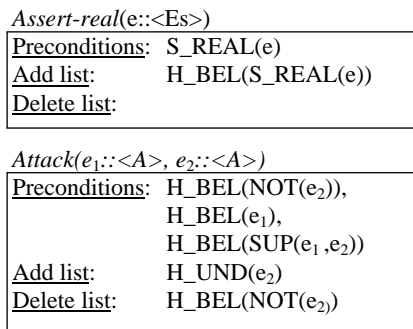 Assert-real(e::<Es>)
Preconditions: S_REAL(e)
Add list: H_BEL(S_REAL(e))
Delete list:
Attack(e₁::<A>, e₂::<A>)
Preconditions: H_BEL(NOT(e₂)),
H_BEL(e₁),
H_BEL(SUP(e₁ ,e₂))
Add list: H_UND(e₂)
Delete list: H_BEL(NOT(e₂₎)